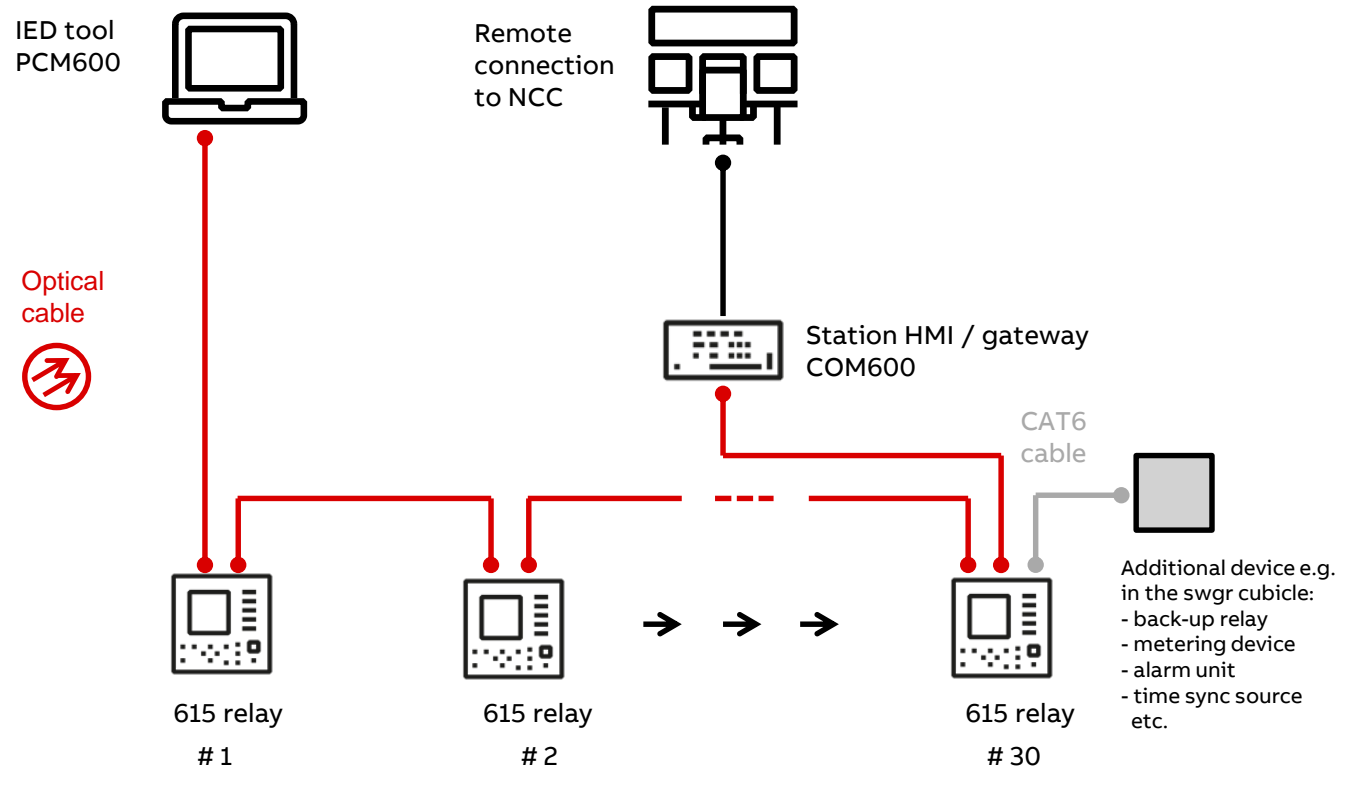 IED tool
PCM600
Remote
connection
to NCC
Optical
cable
Station HMI / gateway
COM600
CAT6
cable
Additional device e.g.
in the swgr cubicle:
- back-up relay
- metering device
- alarm unit
- time sync source
etc.
615 relay
# 1
615 relay
# 2
615 relay
# 30